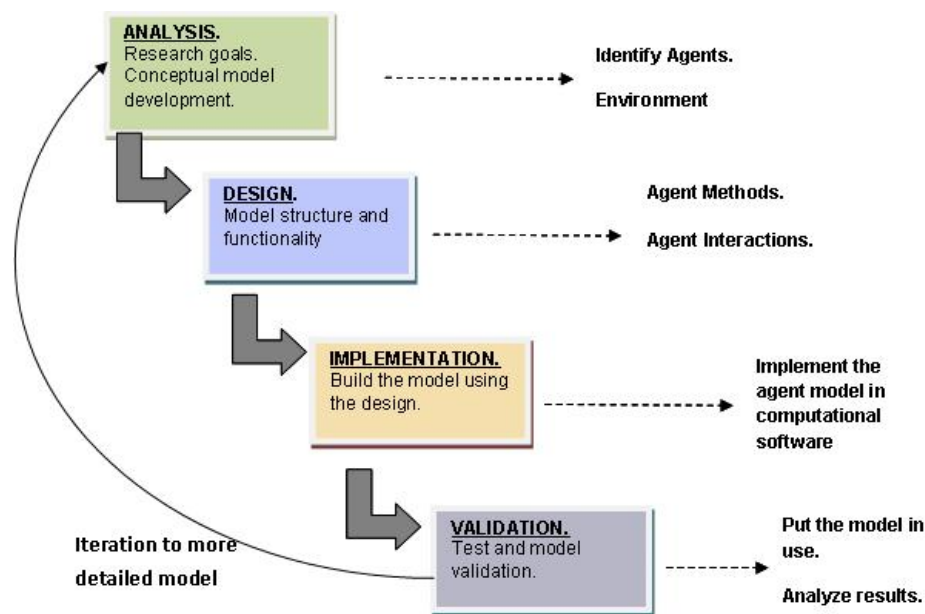 ANALYSIS.
Research goals.
Conceptual model
development.
Identify Agents.
Environment
DESIGN.
Model structure and
functionality
Agent Methods.
Agent Interactions.
IMPLEMENTATION.
Build the model using
the design.
Implement the
agent model in
computational
software
VALIDATION.
Test and model
validation.
Put the model in
use.
Analyze results.
Iteration to more
detailed model